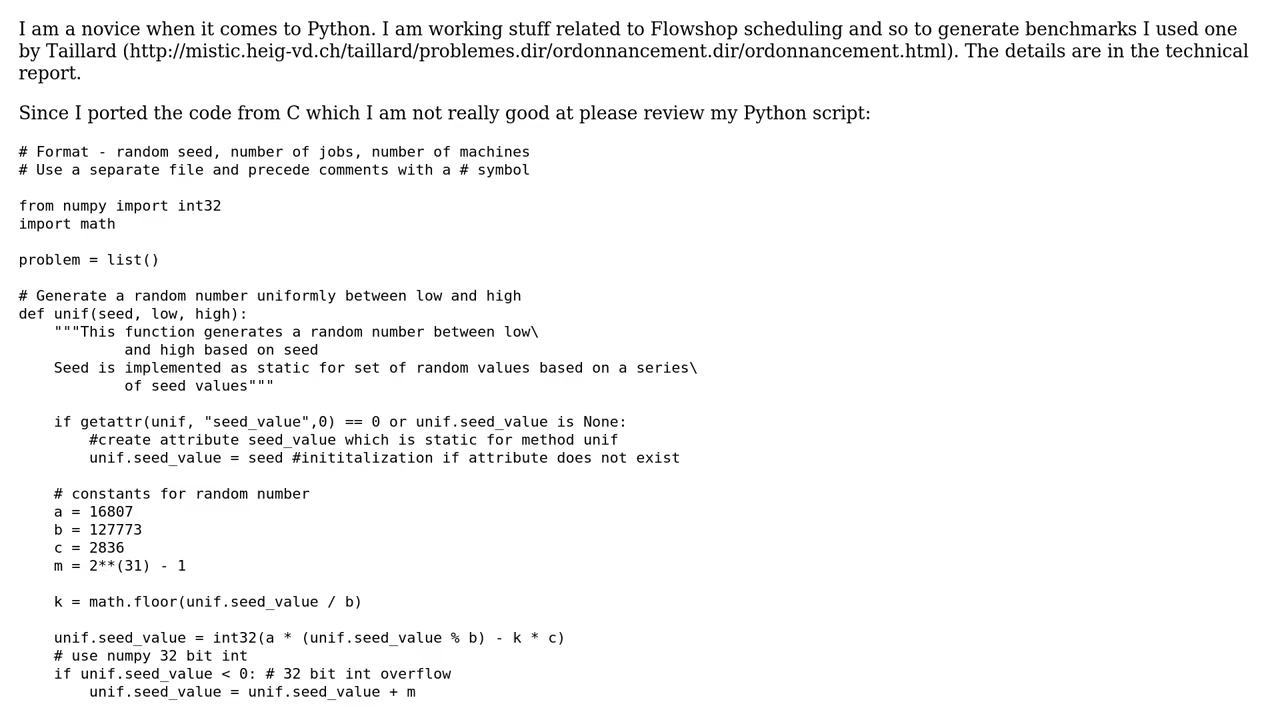 I am a novice when it comes to Python. I am working stuff related to Flowshop scheduling and so to generate benchmarks I used one
by Taillard (http://mistic.heig-vd.ch/taillard/problemes.dir/ordonnancement.dir/ordonnancement.html). The details are in the technical
report.

Since I ported the code from C which I am not really good at please review my Python script:

# Format - random seed, number of jobs, number of machines
# Use a separate file and precede comments with a # symbol

from numpy import int32
import math

problem = list()

# Generate a random number uniformly between low and high
def unif(seed, low, high):
    """This function generates a random number between low\
            and high based on seed
    Seed is implemented as static for set of random values based on a series\
            of seed values"""

    if getattr(unif, "seed_value",0) == 0 or unif.seed_value is None:
        #create attribute seed_value which is static for method unif
        unif.seed_value = seed #inititalization if attribute does not exist

    # constants for random number
    a = 16807
    b = 127773
    c = 2836
    m = 2**(31) - 1

    k = math.floor(unif.seed_value / b)

    unif.seed_value = int32(a * (unif.seed_value % b) - k * c)
    # use numpy 32 bit int
    if unif.seed_value < 0: # 32 bit int overflow
        unif.seed_value = unif.seed_value + m